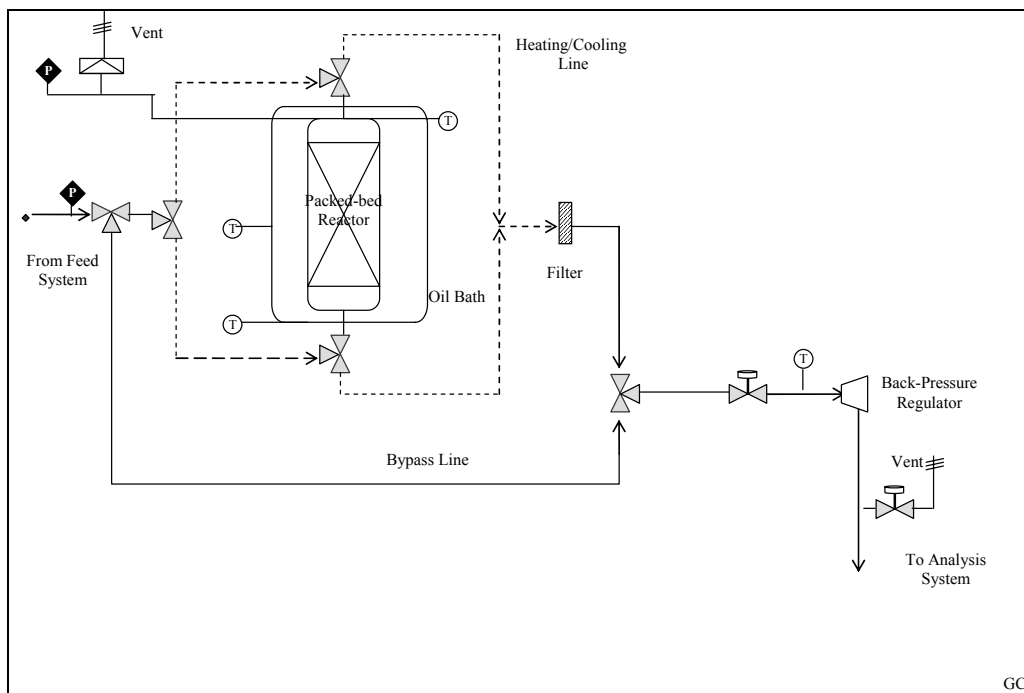 Vent
Heating/Cooling
Line
P
T
P
Packed-bed
Reactor
T
From Feed
System
Filter
Oil Bath
T
T
Back-Pressure
Regulator
Bypass Line
Vent
To Analysis
System
GC